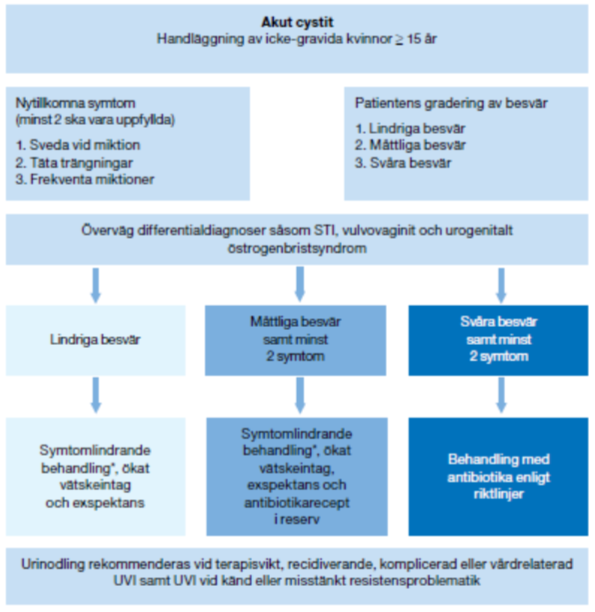 Akut cystit
Handläggning av icke-gravida kvinnor ≥ 15 år
Nytillkomna symtom
(minst 2 ska vara uppfyllda)
1. Sveda vid miktion
2. Täta trängningar
3. Frekventa miktioner
Patientens gradering av besvär
1. Lindriga besvär
2. Måttliga besvär
3. Svåra besvär
Överväg differentialdiagnoser såsom STI, vulvovaginit och urogenitalt
östrogenbristsyndrom
Lindriga besvär
Måttliga besvär
samt minst
2 symtom
Svåra besvär
samt minst
2 symtom
Symtomlindrande
behandling*, ökat
vätskeintag
och exspektans
Symtomlindrande
behandling*, ökat
vätskeintag,
exspektans och
antibiotikarecept
i reserv
Behandling med
antibiotika enligt
riktlinjer
Urinodling rekommenderas vid terapisvikt, recidiverande, komplicerad eller vårdrelaterad
UVI samt UVI vid känd eller misstänkt resistensproblematik